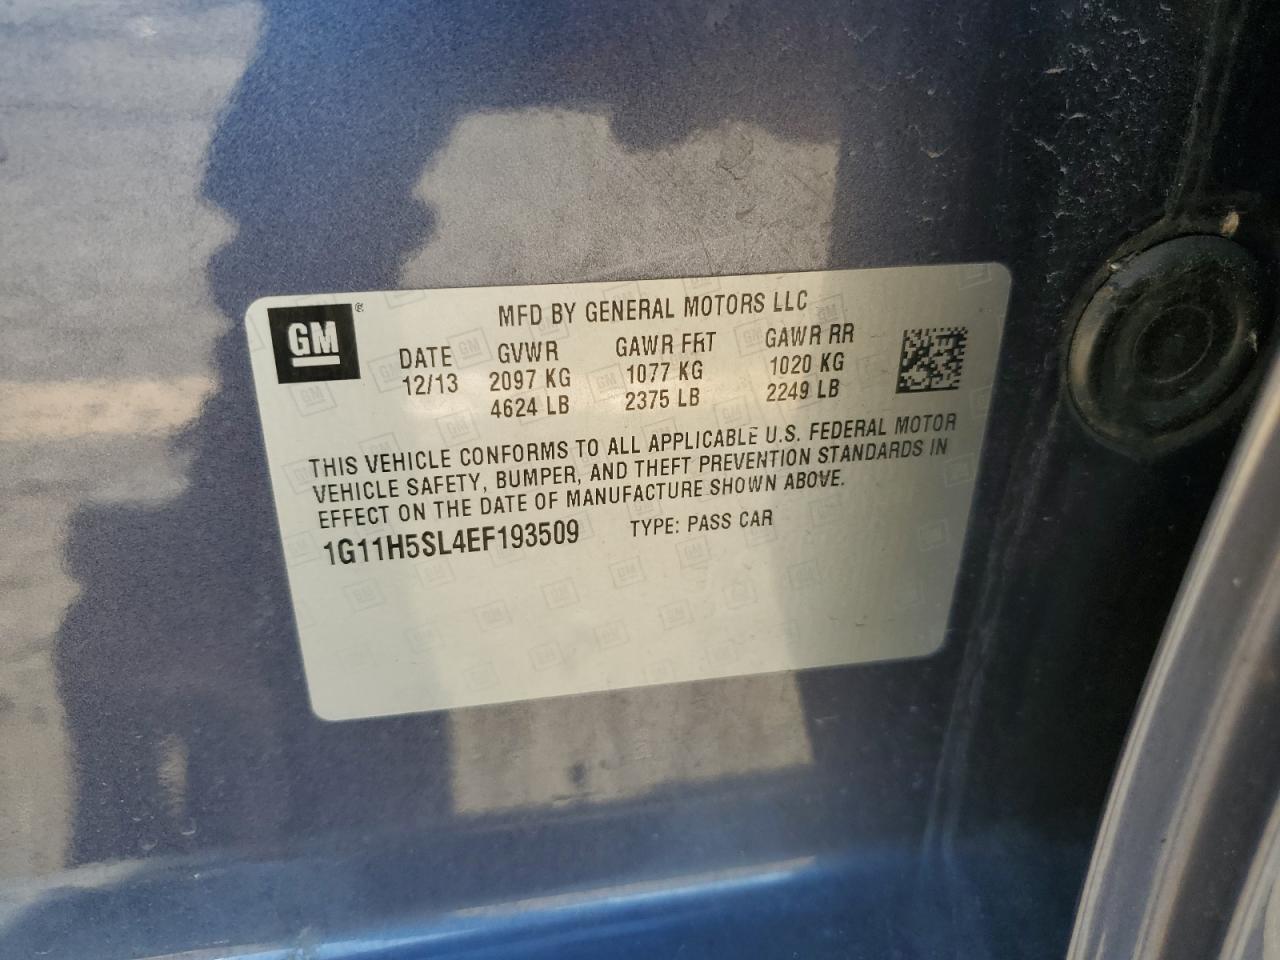 GM
®
MFD BY GENERAL MOTORS LLC
DATE GVWR GAWR FRT GAWR RR
12/13 2097 KG 1077 KG 1020 KG
4624 LB 2375 LB 2249 LB
THIS VEHICLE CONFORMS TO ALL APPLICABLE U.S. FEDERAL MOTOR
VEHICLE SAFETY, BUMPER, AND THEFT PREVENTION STANDARDS IN
EFFECT ON THE DATE OF MANUFACTURE SHOWN ABOVE.
1G11H5SL4EF193509 TYPE: PASS CAR